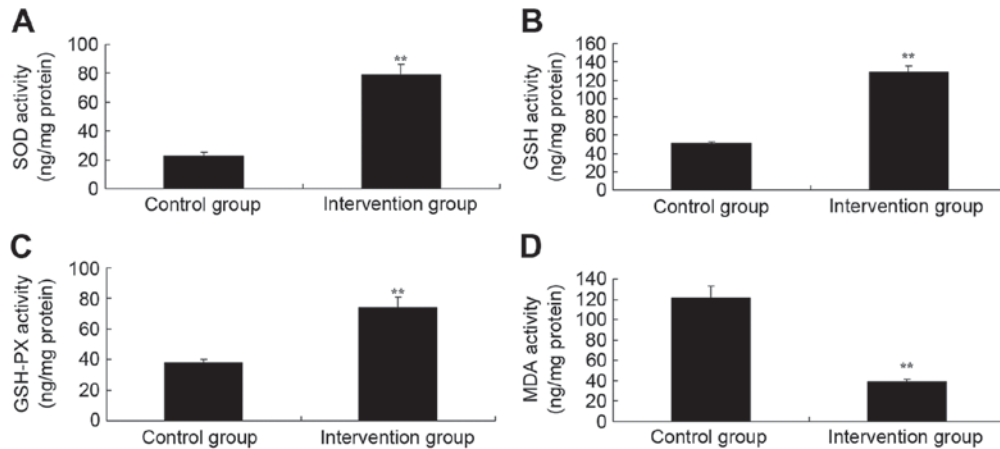 A
SOD activity
(ng/mg protein)
100
80
60
40
20
0
**
Control group
Intervention group
B
GSH activity
(ng/mg protein)
160
140
120
100
80
60
40
20
0
**
Control group
Intervention group
C
GSH-PX activity
(ng/mg protein)
100
80
60
40
20
0
**
Control group
Intervention group
D
MDA activity
(ng/mg protein)
140
120
100
80
60
40
20
0
**
Control group
Intervention group